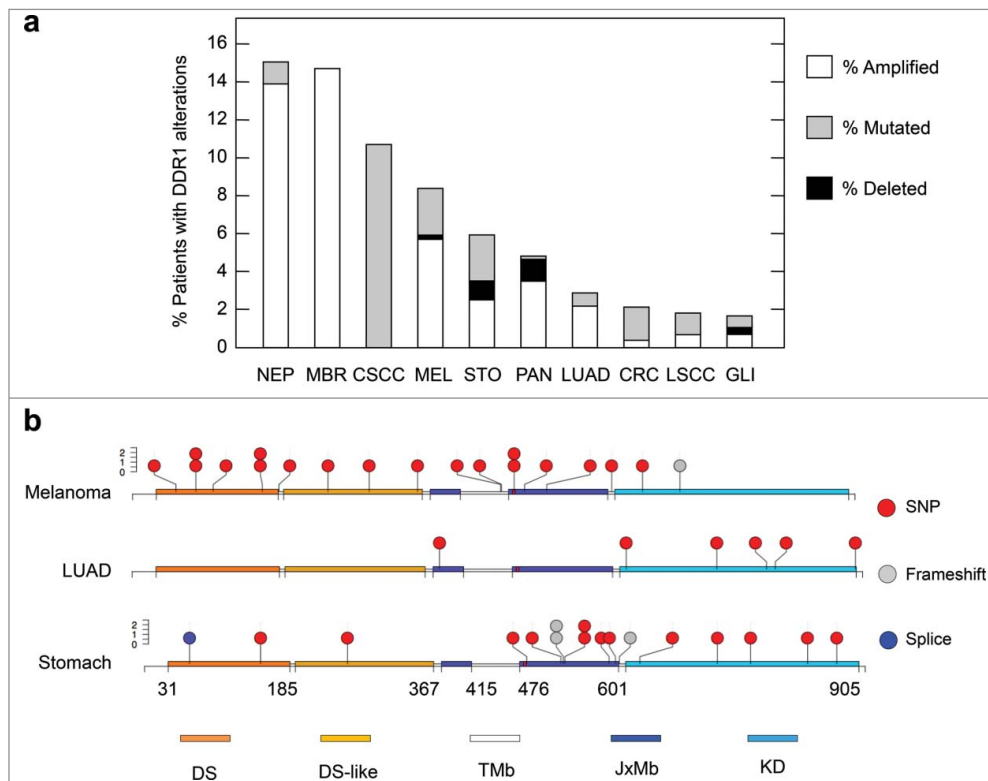 a
% Patients with DDR1 alterations
16
14
12
10
8
6
4
2
0
NEP MBR CSCC MEL STO PAN LUAD CRC LSCC GLI
% Amplified
% Mutated
% Deleted
b
2
1
0
Melanoma
SNP
LUAD
Frameshift
2
1
0
Stomach
Splice
31 185 367 415 476 601 905
DS DS-like TMb JxMb KD